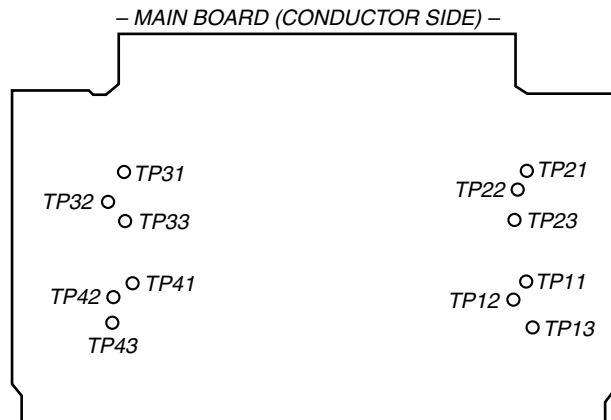 – MAIN BOARD (CONDUCTOR SIDE) –
TP31
TP32
TP33
TP41
TP42
TP43
TP21
TP22
TP23
TP11
TP12
TP13